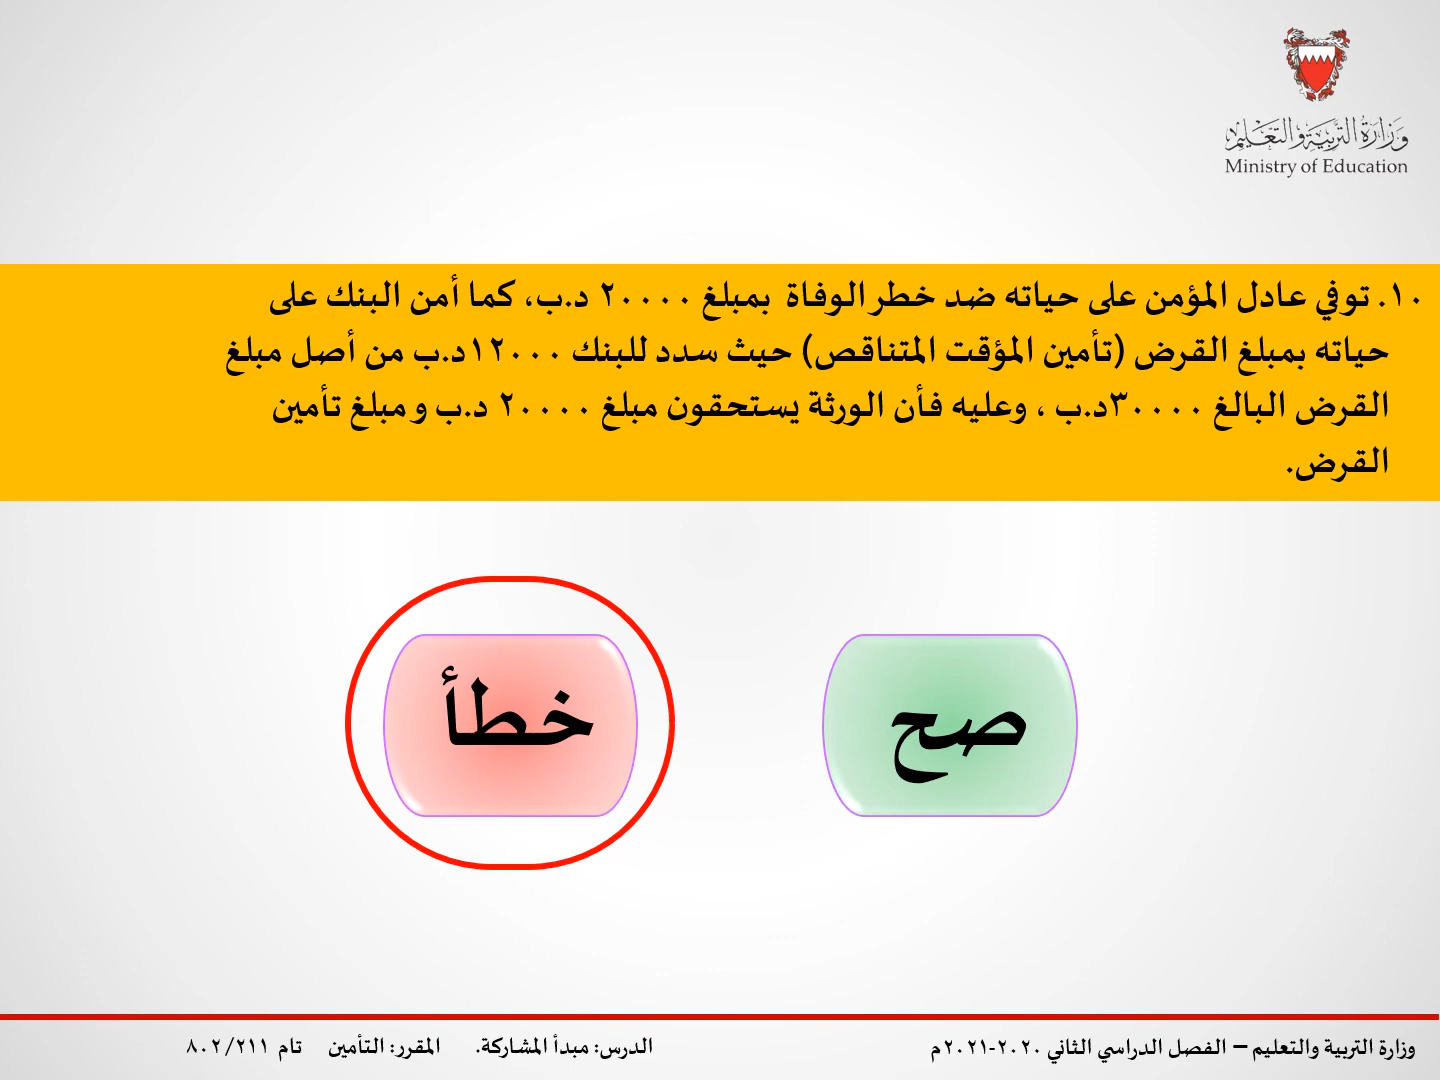 وزارة التربية والتعليم
Ministry of Education
١٠. توفي عادل المؤمن على حياته ضد خطر الوفاة بمبلغ ٢٠٠٠٠ د.ب، كما أمن البنك على
حياته بمبلغ القرض (تأمين المؤقت المتناقص) حيث سدد للبنك ١٢٠٠٠د.ب من أصل مبلغ
القرض البالغ ٣٠٠٠٠د.ب ، وعليه فأن الورثة يستحقون مبلغ ٢٠٠٠٠ د.ب و مبلغ تأمين
القرض.
صح
خطأ
وزارة التربية والتعليم – الفصل الدراسي الثاني ٢٠٢٠-٢٠٢١م
الدرس: مبدأ المشاركة. المقرر: التأمين تام ٨٠٢/٢١١